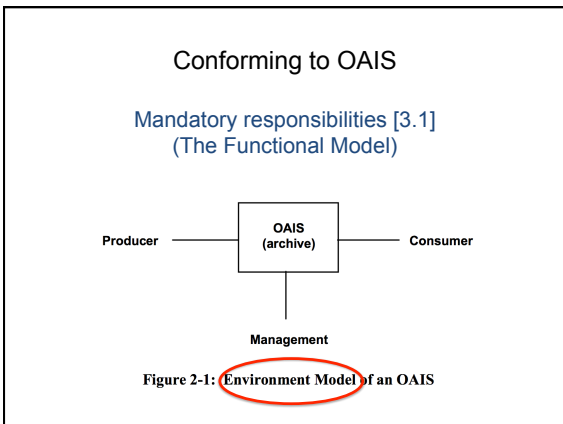 Conforming to OAIS
Mandatory responsibilities [3.1]
(The Functional Model)
OAIS
(archive)
Producer
Consumer
Management
Figure 2-1: Environment Model of an OAIS